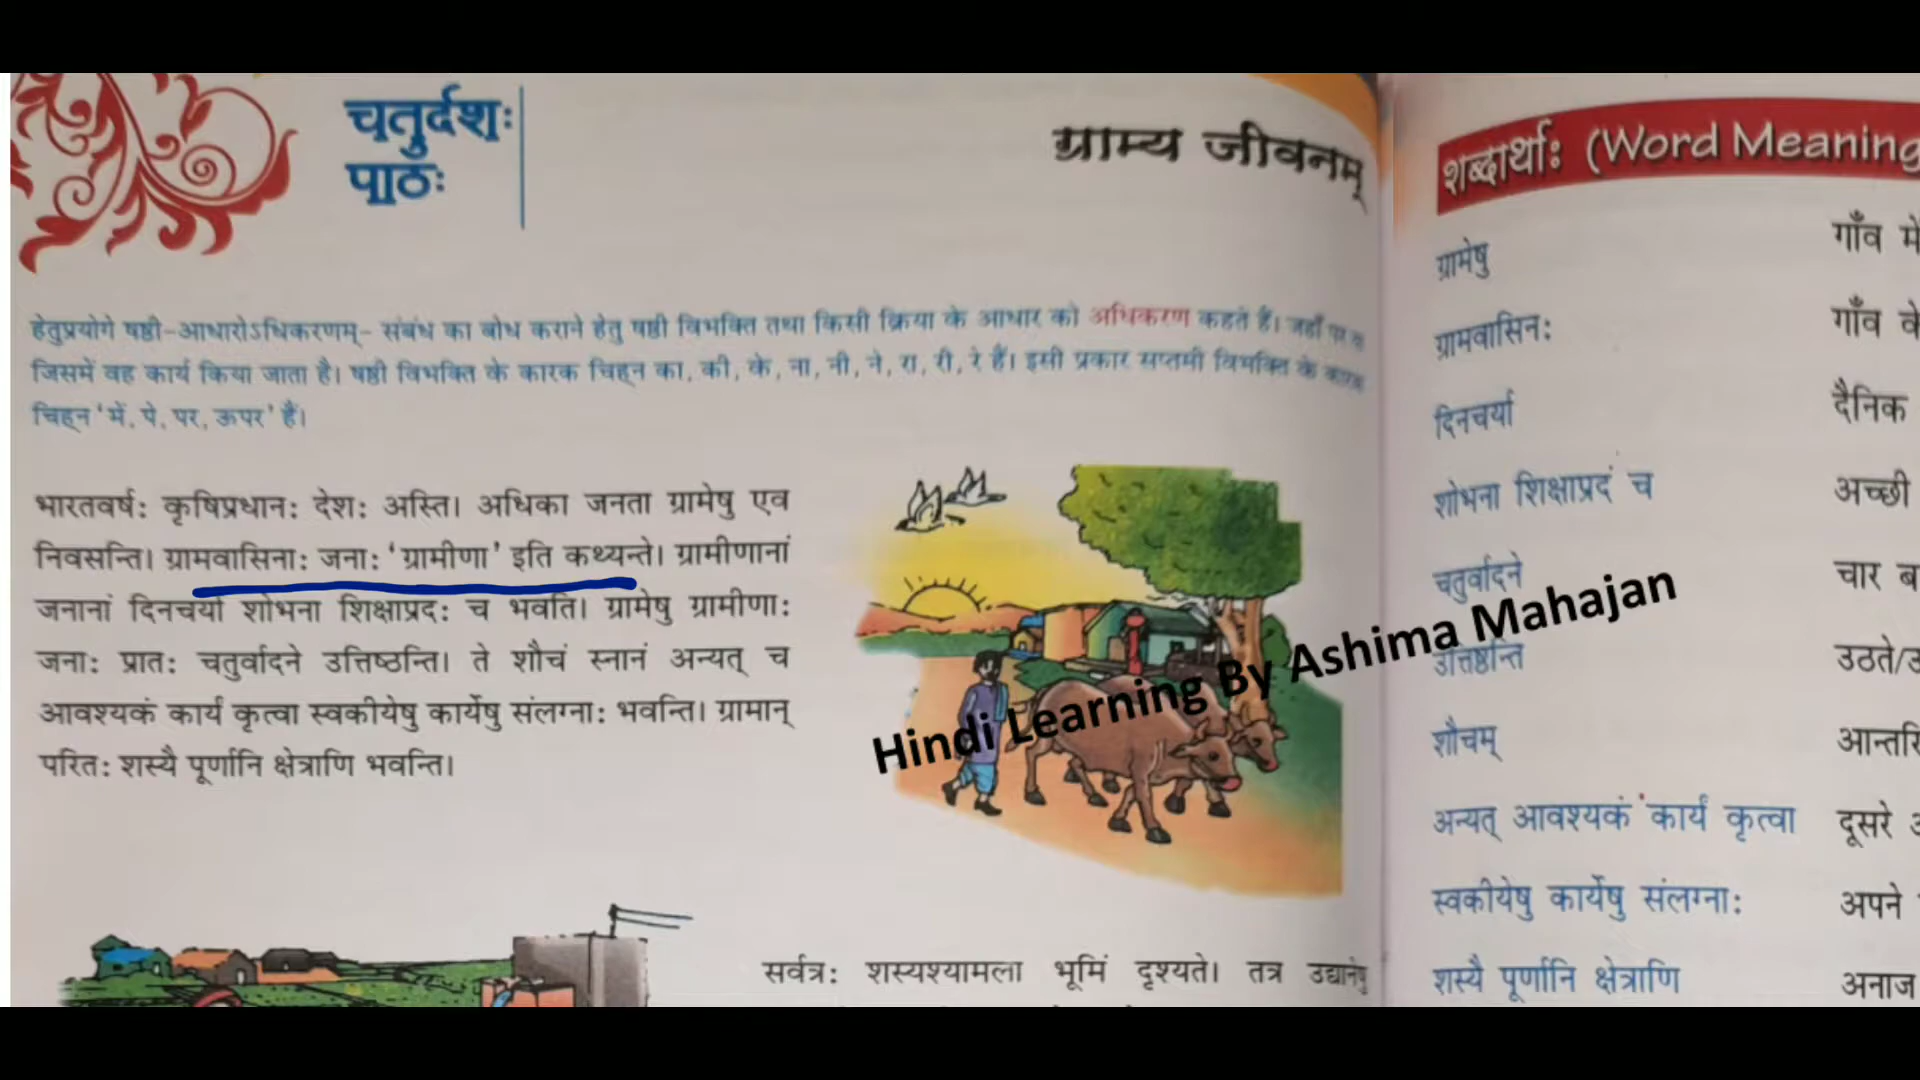 चतुर्दशः
पाठः
ग्राम्य जीवनम्
हेतुप्रयोगे षष्ठी-आधारोऽधिकरणम्- संबंध का बोध कराने हेतु षष्ठी विभक्ति तथा किसी क्रिया के आधार को अधिकरण कहते हैं। जहाँ पर
जिसमें वह कार्य किया जाता है। षष्ठी विभक्ति के कारक चिह्न का, की, के, ना, नी, ने, रा, री, रे हैं। इसी प्रकार सप्तमी विभक्ति के कारक
चिह्न 'में, पे, पर, ऊपर' हैं।
भारतवर्षः कृषिप्रधानः देशः अस्ति। अधिका जनता ग्रामेषु एव
निवसन्ति। ग्रामवासिनाः जनाः 'ग्रामीणा' इति कथ्यन्ते। ग्रामीणानां
जनानां दिनचर्या शोभना शिक्षाप्रदः च भवति। ग्रामेषु ग्रामीणाः
जनाः प्रातः चतुर्वादने उत्तिष्ठन्ति। ते शौचं स्नानं अन्यत् च
आवश्यकं कार्यं कृत्वा स्वकीयेषु कार्येषु संलग्नाः भवन्ति। ग्रामान्
परितः शस्यै पूर्णानि क्षेत्राणि भवन्ति।
सर्वत्रः शस्यश्यामला भूमिं दृश्यते। तत्र उद्यानेषु
शब्दार्थाः (Word Meaning
ग्रामेषु गाँव में
ग्रामवासिनः गाँव के
दिनचर्या दैनिक
शोभना शिक्षाप्रदं च अच्छी
चतुर्वादने चार ब
उत्तिष्ठन्ति उठते/उ
शौचम् आन्तरि
अन्यत् आवश्यकं कार्यं कृत्वा दूसरे
स्वकीयेषु कार्येषु संलग्नाः अपने
शस्यै पूर्णानि क्षेत्राणि अनाज
Hindi Learning By Ashima Mahajan